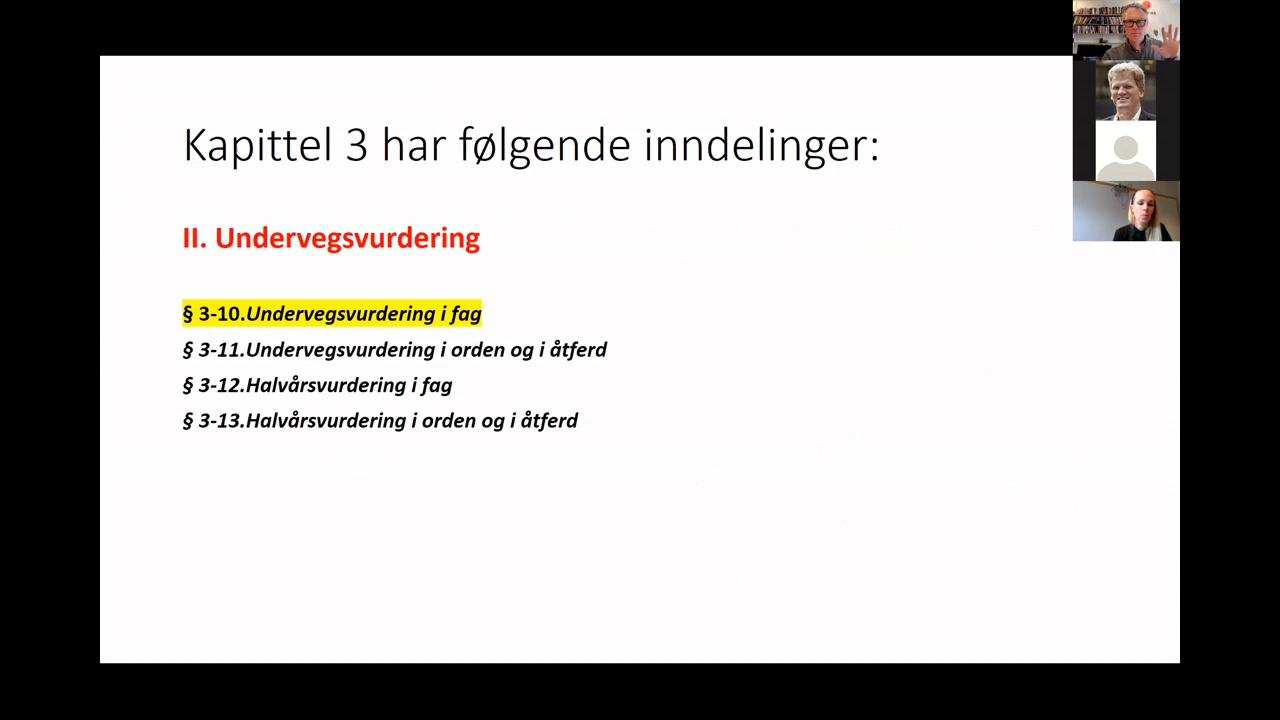 Kapittel 3 har følgende inndelinger:
II. Undervegsvurdering
§ 3-10.Undervegsvurdering i fag
§ 3-11.Undervegsvurdering i orden og i åtferd
§ 3-12.Halvårsvurdering i fag
§ 3-13.Halvårsvurdering i orden og i åtferd